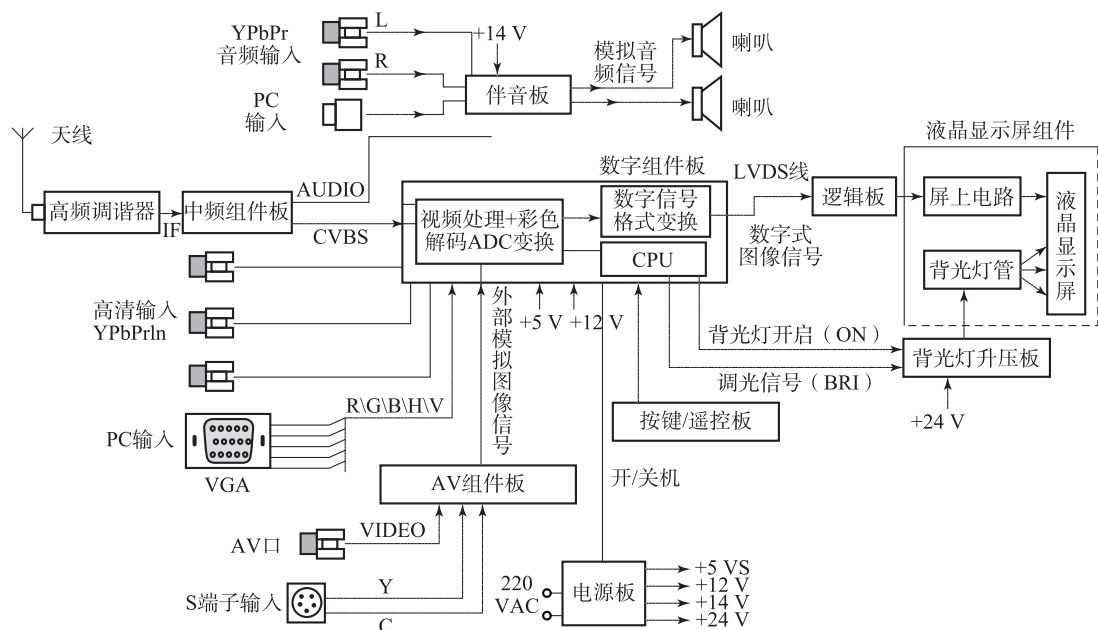 YPbPr
音频输入
L
R
+14 V
PC
输入
伴音板
模拟音
频信号
喇叭
喇叭
天线
高频调谐器
IF
中频组件板
AUDIO
CVBS
数字组件板
视频处理+彩色
解码ADC变换
数字信号
格式变换
CPU
LVDS线
数字式
图像信号
逻辑板
液晶显示屏组件
屏上电路
背光灯管
液晶显示屏
高清输入
YPbPrln
外部模拟图像信号
+5 V
+12 V
背光灯开启（ON）
调光信号（BRI）
背光灯升压板
+24 V
R\G\B\H\V
PC输入
VGA
按键/遥控板
AV组件板
开/关机
AV口
VIDEO
S端子输入
Y
C
220
VAC
电源板
+5 VS
+12 V
+14 V
+24 V